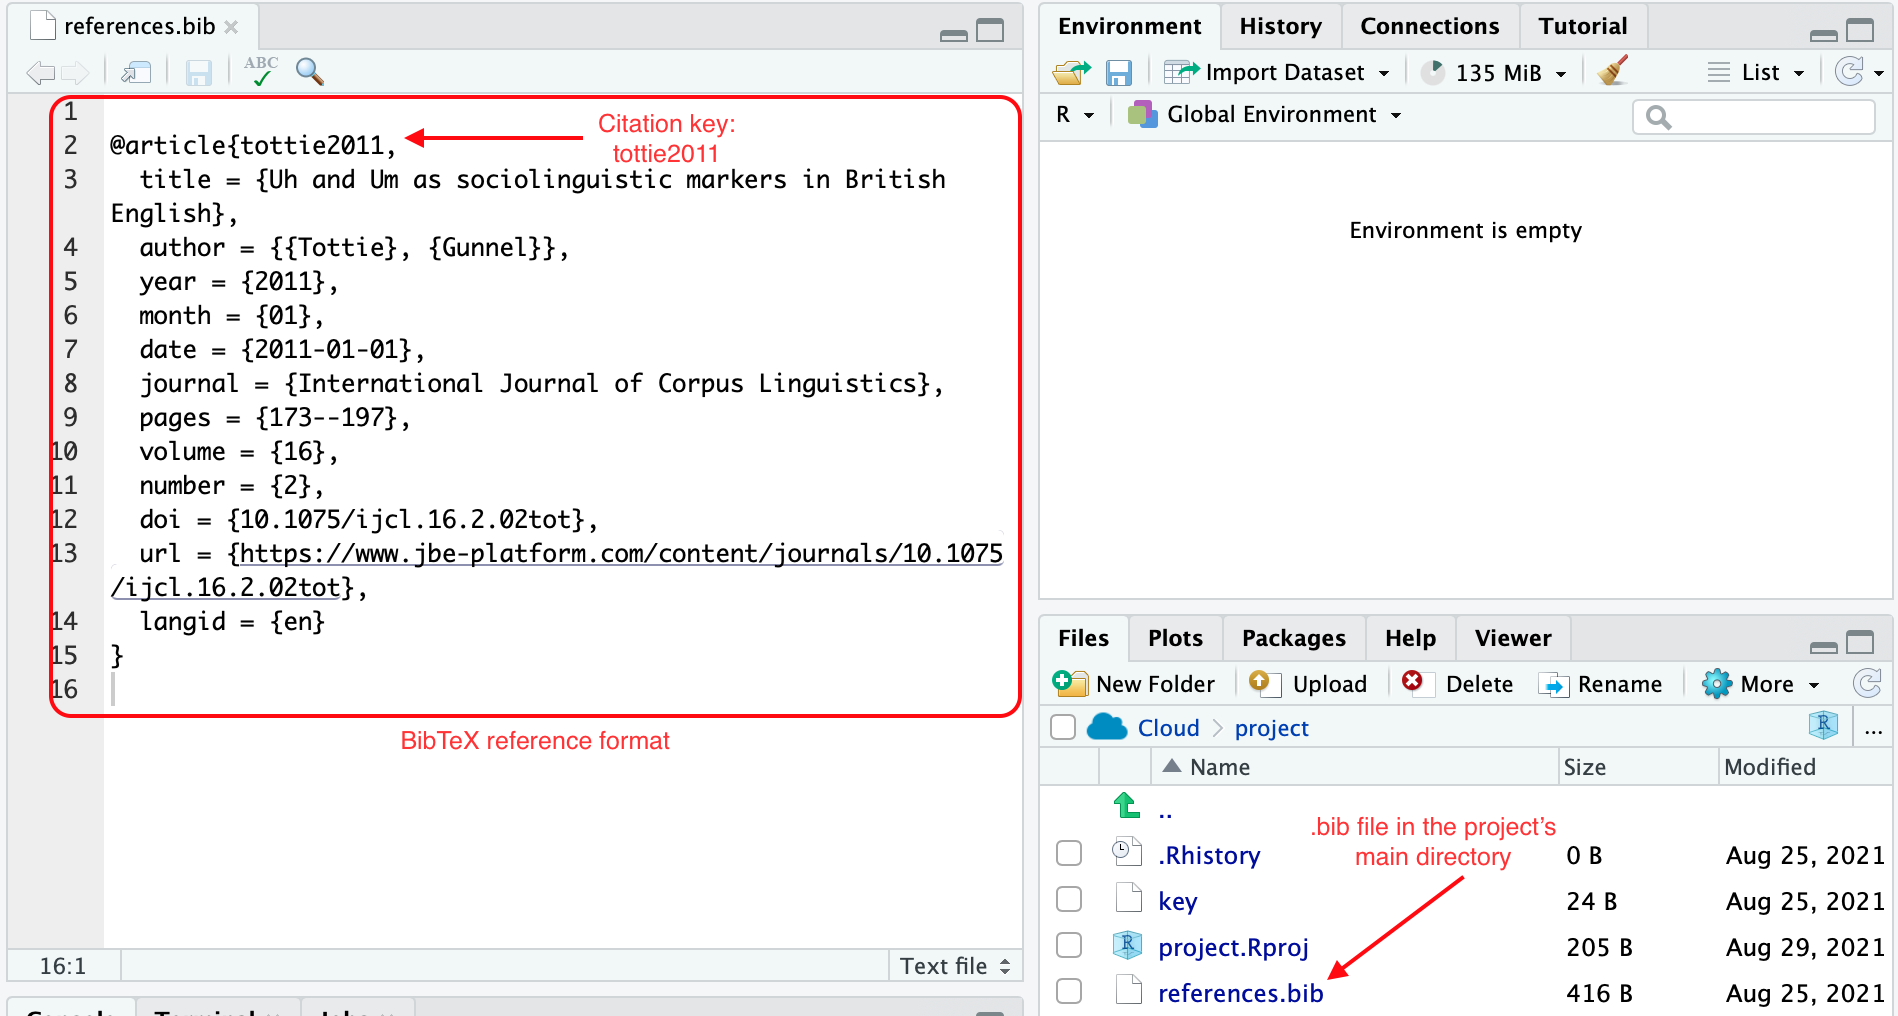 references.bib
ABC
1
2 @article{tottie2011,
Citation key:
tottie2011
3 title = {Uh and Um as sociolinguistic markers in British
English},
4 author = {{Tottie}, {Gunnel}},
5 year = {2011},
6 month = {01},
7 date = {2011-01-01},
8 journal = {International Journal of Corpus Linguistics},
9 pages = {173--197},
10 volume = {16},
11 number = {2},
12 doi = {10.1075/ijcl.16.2.02tot},
13 url = {https://www.jbe-platform.com/content/journals/10.1075
/ijcl.16.2.02tot},
14 langid = {en}
15 }
16
BibTeX reference format
16:1 Text file
Console Terminal Jobs
Environment History Connections Tutorial
Import Dataset 135 MiB List
R Global Environment
Environment is empty
Files Plots Packages Help Viewer
New Folder Upload Delete Rename More
Cloud project R ...
Name Size Modified
..
.bib file in the project's
main directory
.Rhistory 0 B Aug 25, 2021
key 24 B Aug 25, 2021
R project.Rproj 205 B Aug 29, 2021
references.bib 416 B Aug 25, 2021